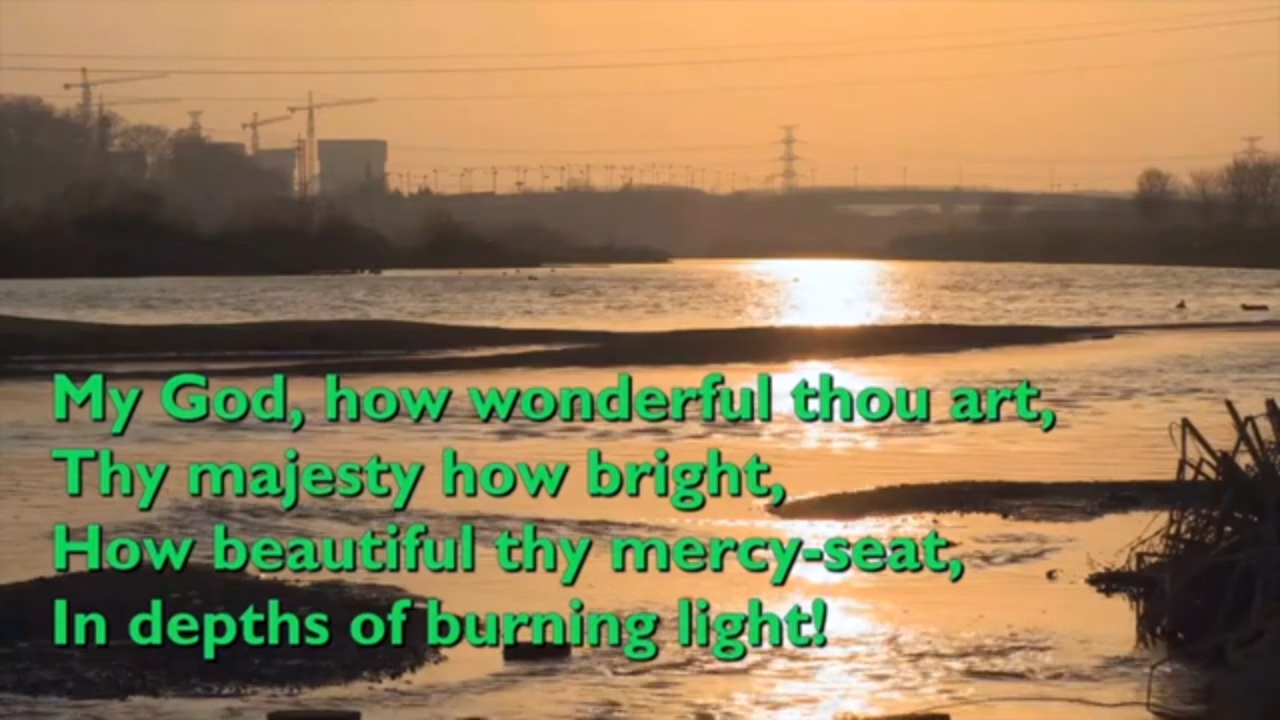 My God, how wonderful thou art,
Thy majesty how bright,
How beautiful thy mercy-seat,
In depths of burning light!